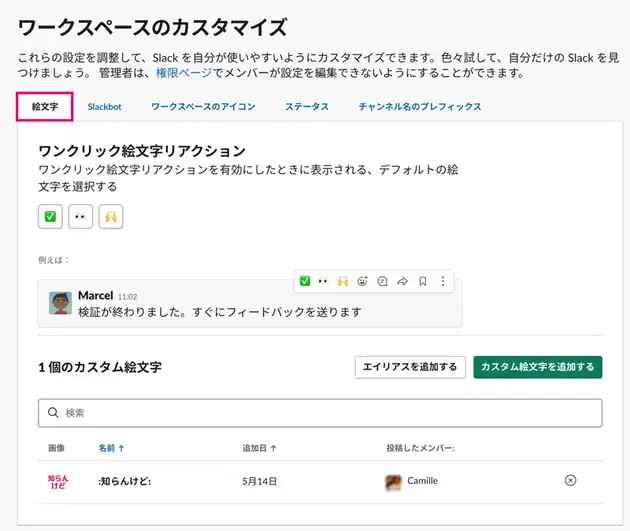 ワークスペースのカスタマイズ
これらの設定を調整して、Slack を自分が使いやすいようにカスタマイズできます。色々試して、自分だけの Slack を見
つけましょう。 管理者は、権限ページでメンバーが設定を編集できないようにすることができます。
絵文字 Slackbot ワークスペースのアイコン ステータス チャンネル名のプレフィックス
ワンクリック絵文字リアクション
ワンクリック絵文字リアクションを有効にしたときに表示される、デフォルトの絵
文字を選択する
例えば：
Marcel 11:02
検証が終わりました。すぐにフィードバックを送ります
1 個のカスタム絵文字 エイリアスを追加する カスタム絵文字を追加する
検索
画像 名前 ↑ 追加日 ↑ 投稿したメンバー:
知らん
けど
:知らんけど: 5月14日 Camille